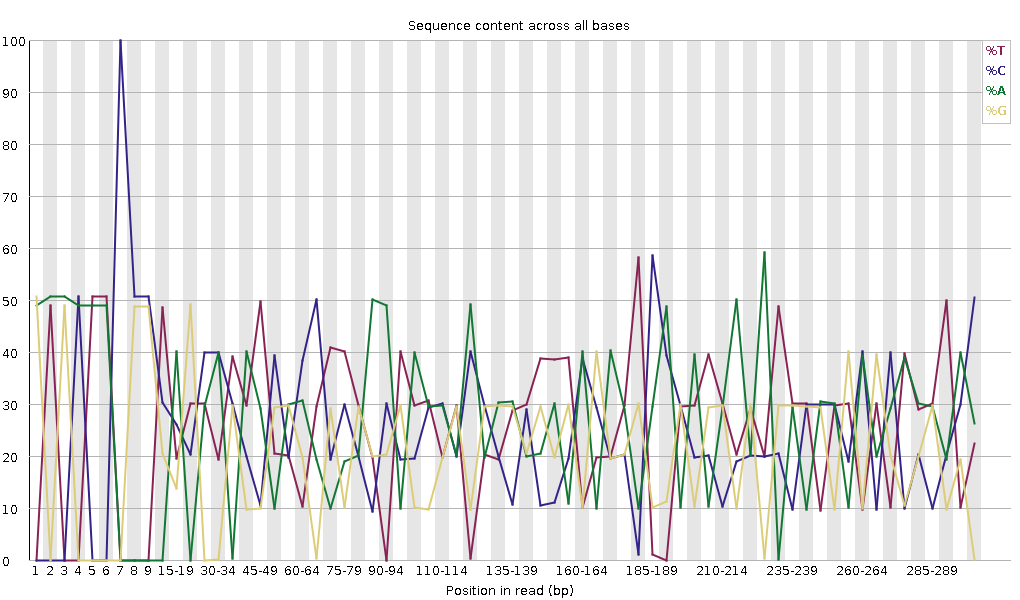 Sequence content across all bases
100
90
80
70
60
50
40
30
20
10
0
%T
%C
%A
%G
1 2 3 4 5 6 7 8 9 15-19 30-34 45-49 60-64 75-79 90-94 110-114 135-139 160-164 185-189 210-214 235-239 260-264 285-289
Position in read (bp)